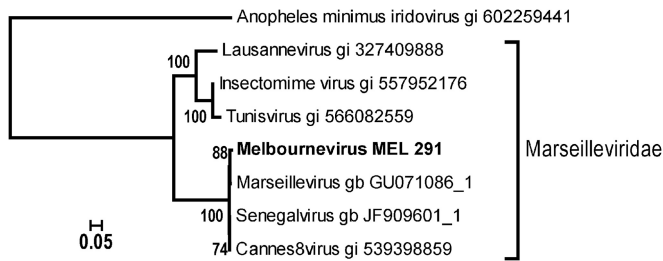 Anopheles minimus iridovirus gi 602259441
Lausannevirus gi 327409888
100
Insectomime virus gi 557952176
100
Tunisvirus gi 566082559
Marseilleviridae
88
Melbournevirus MEL 291
Marseillevirus gb GU071086_1
100
Senegalvirus gb JF909601_1
74
Cannes8virus gi 539398859
0.05